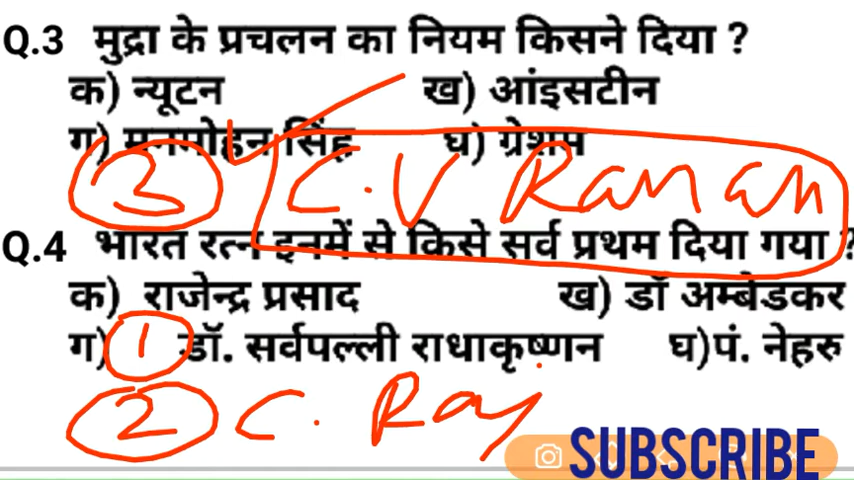 Q.3 मुद्रा के प्रचलन का नियम किसने दिया ?
क) न्यूटन ख) आंइसटीन
ग) मनमोहन सिंह घ) ग्रेशम
3 C.V Raman
Q.4 भारत रत्न इनमें से किसे सर्व प्रथम दिया गया ?
क) राजेन्द्र प्रसाद ख) डॉ अम्बेडकर
ग) 1 डॉ. सर्वपल्ली राधाकृष्णन घ)पं. नेहरु
2 C. Raj
SUBSCRIBE